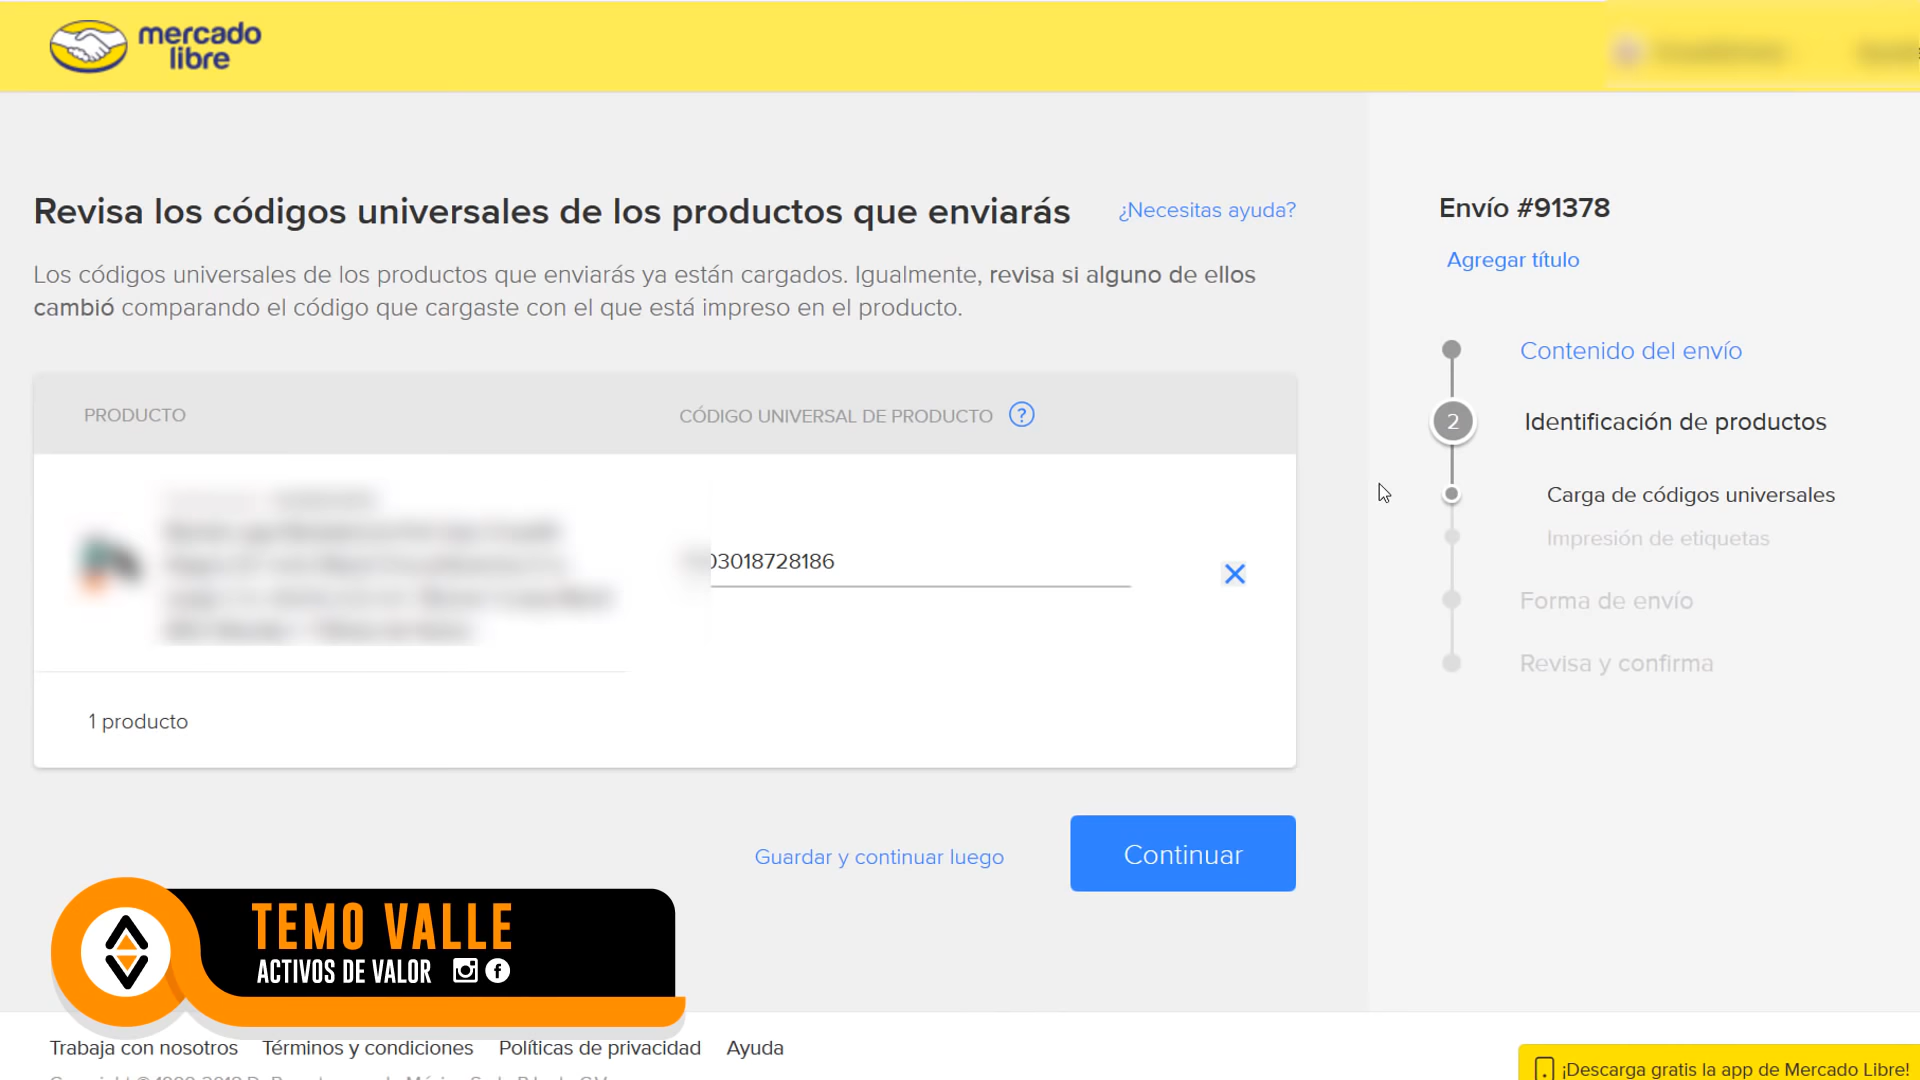 mercado
libre
Revisa los códigos universales de los productos que enviarás
¿Necesitas ayuda?
Los códigos universales de los productos que enviarás ya están cargados. Igualmente, revisa si alguno de ellos
cambió comparando el código que cargaste con el que está impreso en el producto.
PRODUCTO
CÓDIGO UNIVERSAL DE PRODUCTO ?
03018728186
1 producto
Guardar y continuar luego
Continuar
Envío #91378
Agregar título
Contenido del envío
2 Identificación de productos
Carga de códigos universales
Impresión de etiquetas
Forma de envío
Revisa y confirma
TEMO VALLE
ACTIVOS DE VALOR
Trabaja con nosotros Términos y condiciones Políticas de privacidad Ayuda
¡Descarga gratis la app de Mercado Libre!